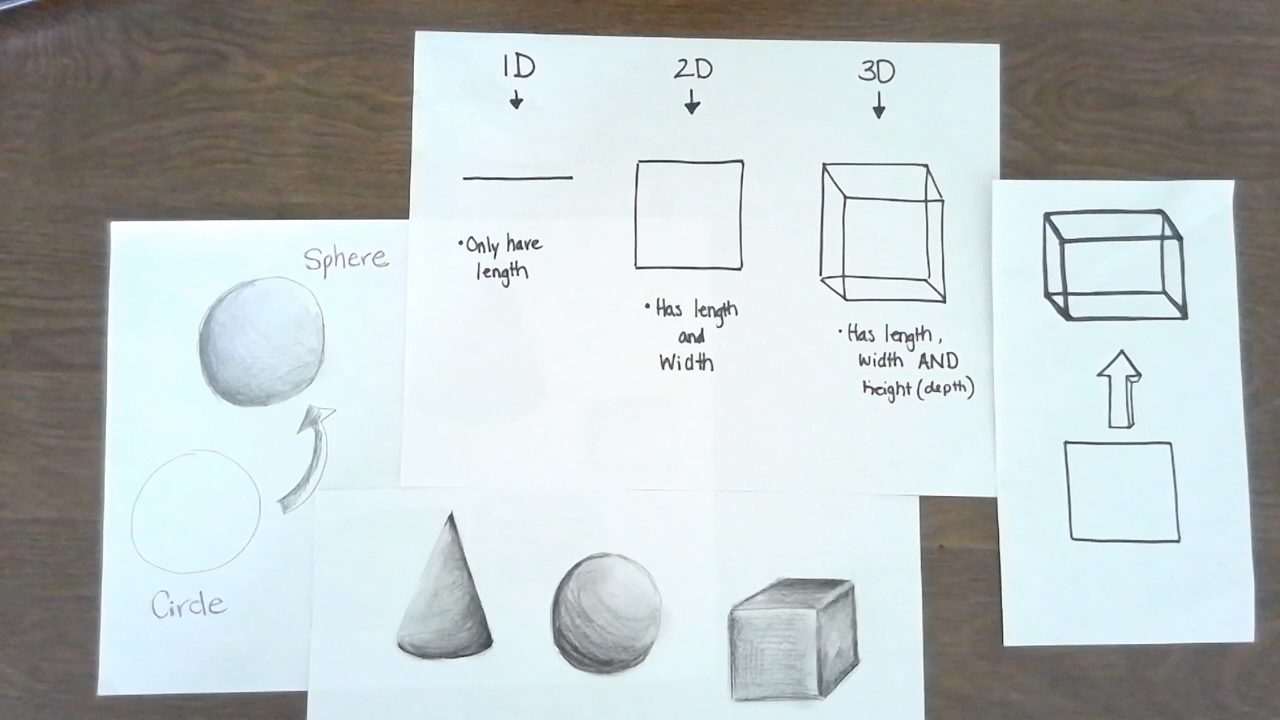 1D
2D
3D
•Only have
length
•Has length
and
Width
•Has length,
width AND
height (depth)
Sphere
Circle